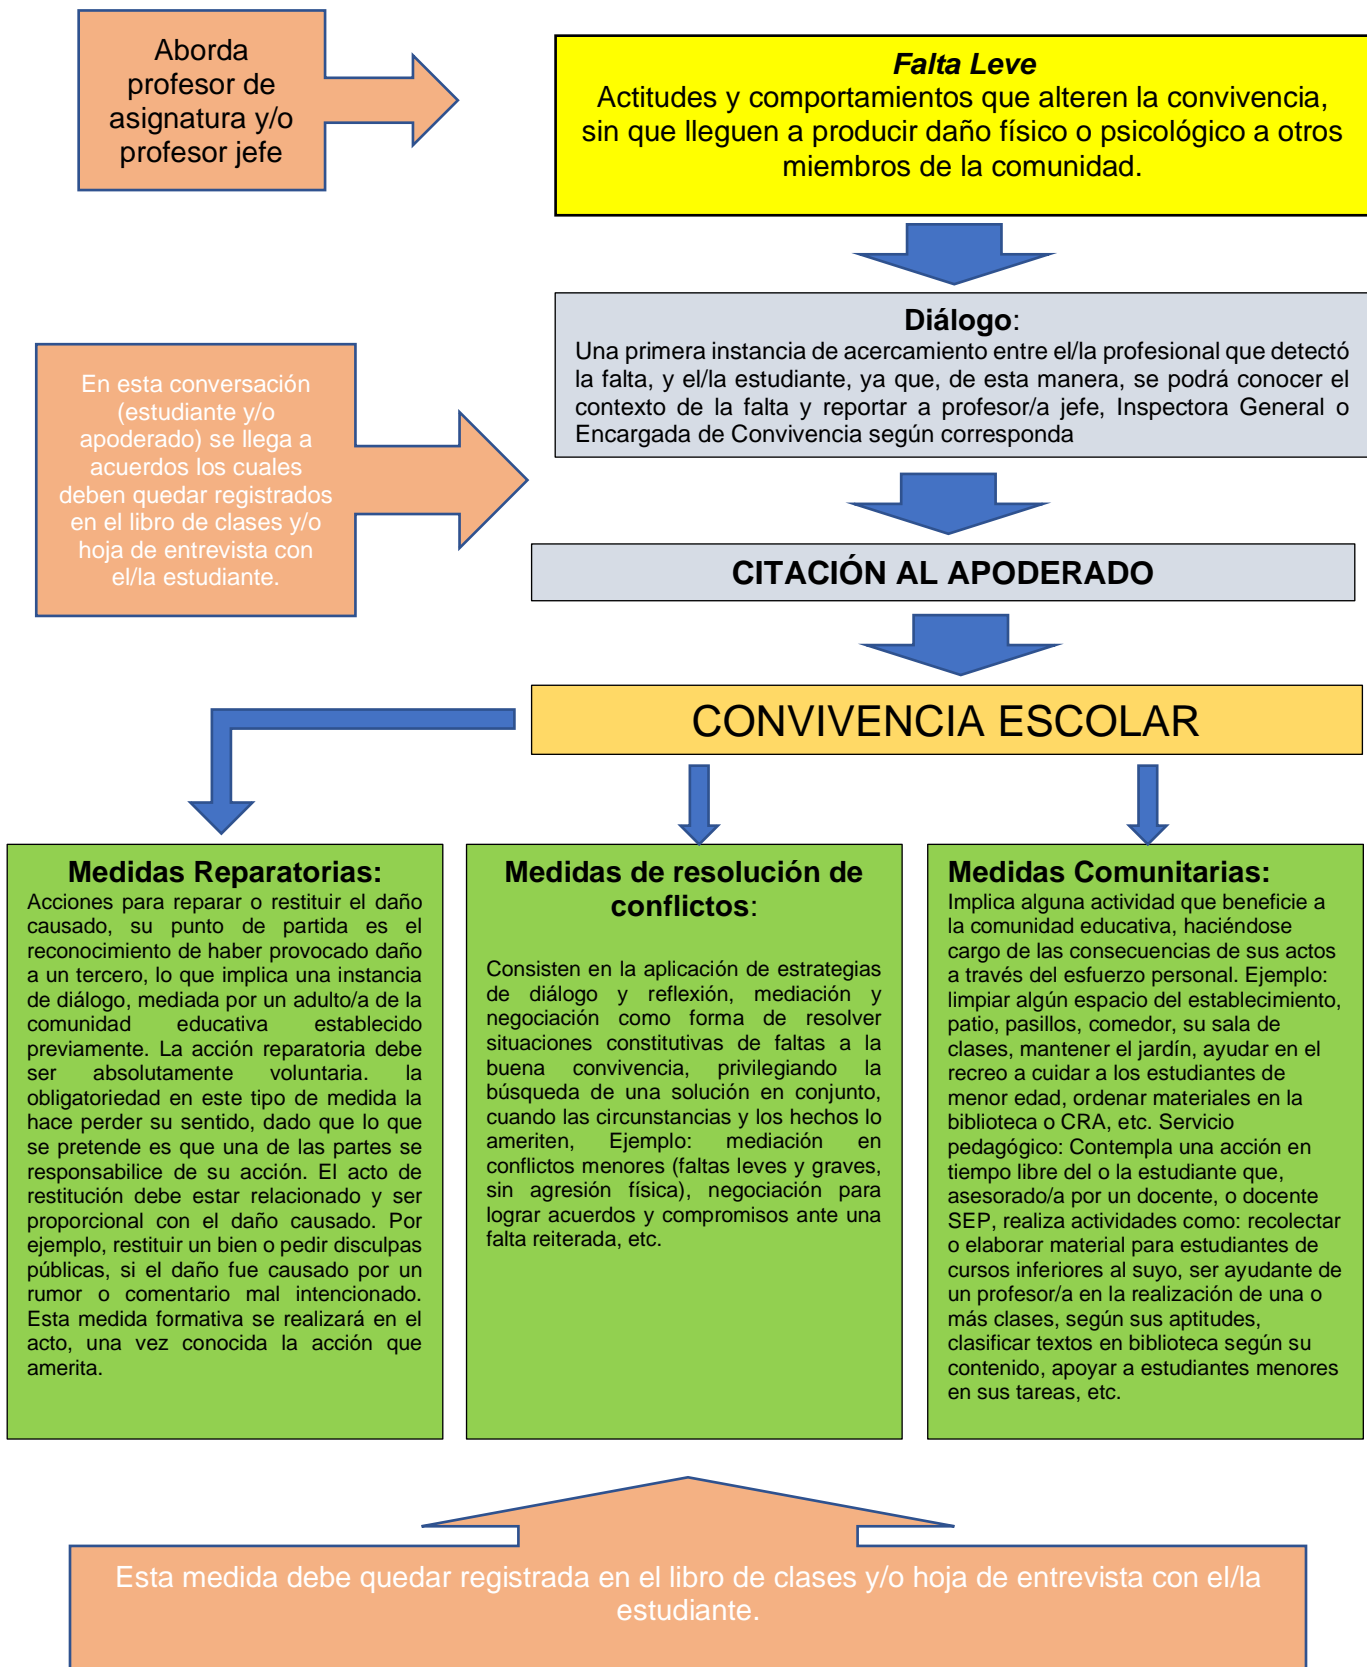 Aborda
profesor de
asignatura y/o
profesor jefe
Falta Leve
Actitudes y comportamientos que alteren la convivencia,
sin que lleguen a producir daño físico o psicológico a otros
miembros de la comunidad.
Diálogo:
Una primera instancia de acercamiento entre el/la profesional que detectó
la falta, y el/la estudiante, ya que, de esta manera, se podrá conocer el
contexto de la falta y reportar a profesor/a jefe, Inspectora General o
Encargada de Convivencia según corresponda
En esta conversación
(estudiante y/o
apoderado) se llega a
acuerdos los cuales
deben quedar registrados
en el libro de clases y/o
hoja de entrevista con
el/la estudiante.
CITACIÓN AL APODERADO
CONVIVENCIA ESCOLAR
Medidas Reparatorias:
Acciones para reparar o restituir el daño
causado, su punto de partida es el
reconocimiento de haber provocado daño
a un tercero, lo que implica una instancia
de diálogo, mediada por un adulto/a de la
comunidad educativa establecido
previamente. La acción reparatoria debe
ser absolutamente voluntaria. la
obligatoriedad en este tipo de medida la
hace perder su sentido, dado que lo que
se pretende es que una de las partes se
responsabilice de su acción. El acto de
restitución debe estar relacionado y ser
proporcional con el daño causado. Por
ejemplo, restituir un bien o pedir disculpas
públicas, si el daño fue causado por un
rumor o comentario mal intencionado.
Esta medida formativa se realizará en el
acto, una vez conocida la acción que
amerita.
Medidas de resolución de
conflictos:
Consisten en la aplicación de estrategias
de diálogo y reflexión, mediación y
negociación como forma de resolver
situaciones constitutivas de faltas a la
buena convivencia, privilegiando la
búsqueda de una solución en conjunto,
cuando las circunstancias y los hechos lo
ameriten, Ejemplo: mediación en
conflictos menores (faltas leves y graves,
sin agresión física), negociación para
lograr acuerdos y compromisos ante una
falta reiterada, etc.
Medidas Comunitarias:
Implica alguna actividad que beneficie a
la comunidad educativa, haciéndose
cargo de las consecuencias de sus actos
a través del esfuerzo personal. Ejemplo:
limpiar algún espacio del establecimiento,
patio, pasillos, comedor, su sala de
clases, mantener el jardín, ayudar en el
recreo a cuidar a los estudiantes de
menor edad, ordenar materiales en la
biblioteca o CRA, etc. Servicio
pedagógico: Contempla una acción en
tiempo libre del o la estudiante que,
asesorado/a por un docente, o docente
SEP, realiza actividades como: recolectar
o elaborar material para estudiantes de
cursos inferiores al suyo, ser ayudante de
un profesor/a en la realización de una o
más clases, según sus aptitudes,
clasificar textos en biblioteca según su
contenido, apoyar a estudiantes menores
en sus tareas, etc.
Esta medida debe quedar registrada en el libro de clases y/o hoja de entrevista con el/la
estudiante.